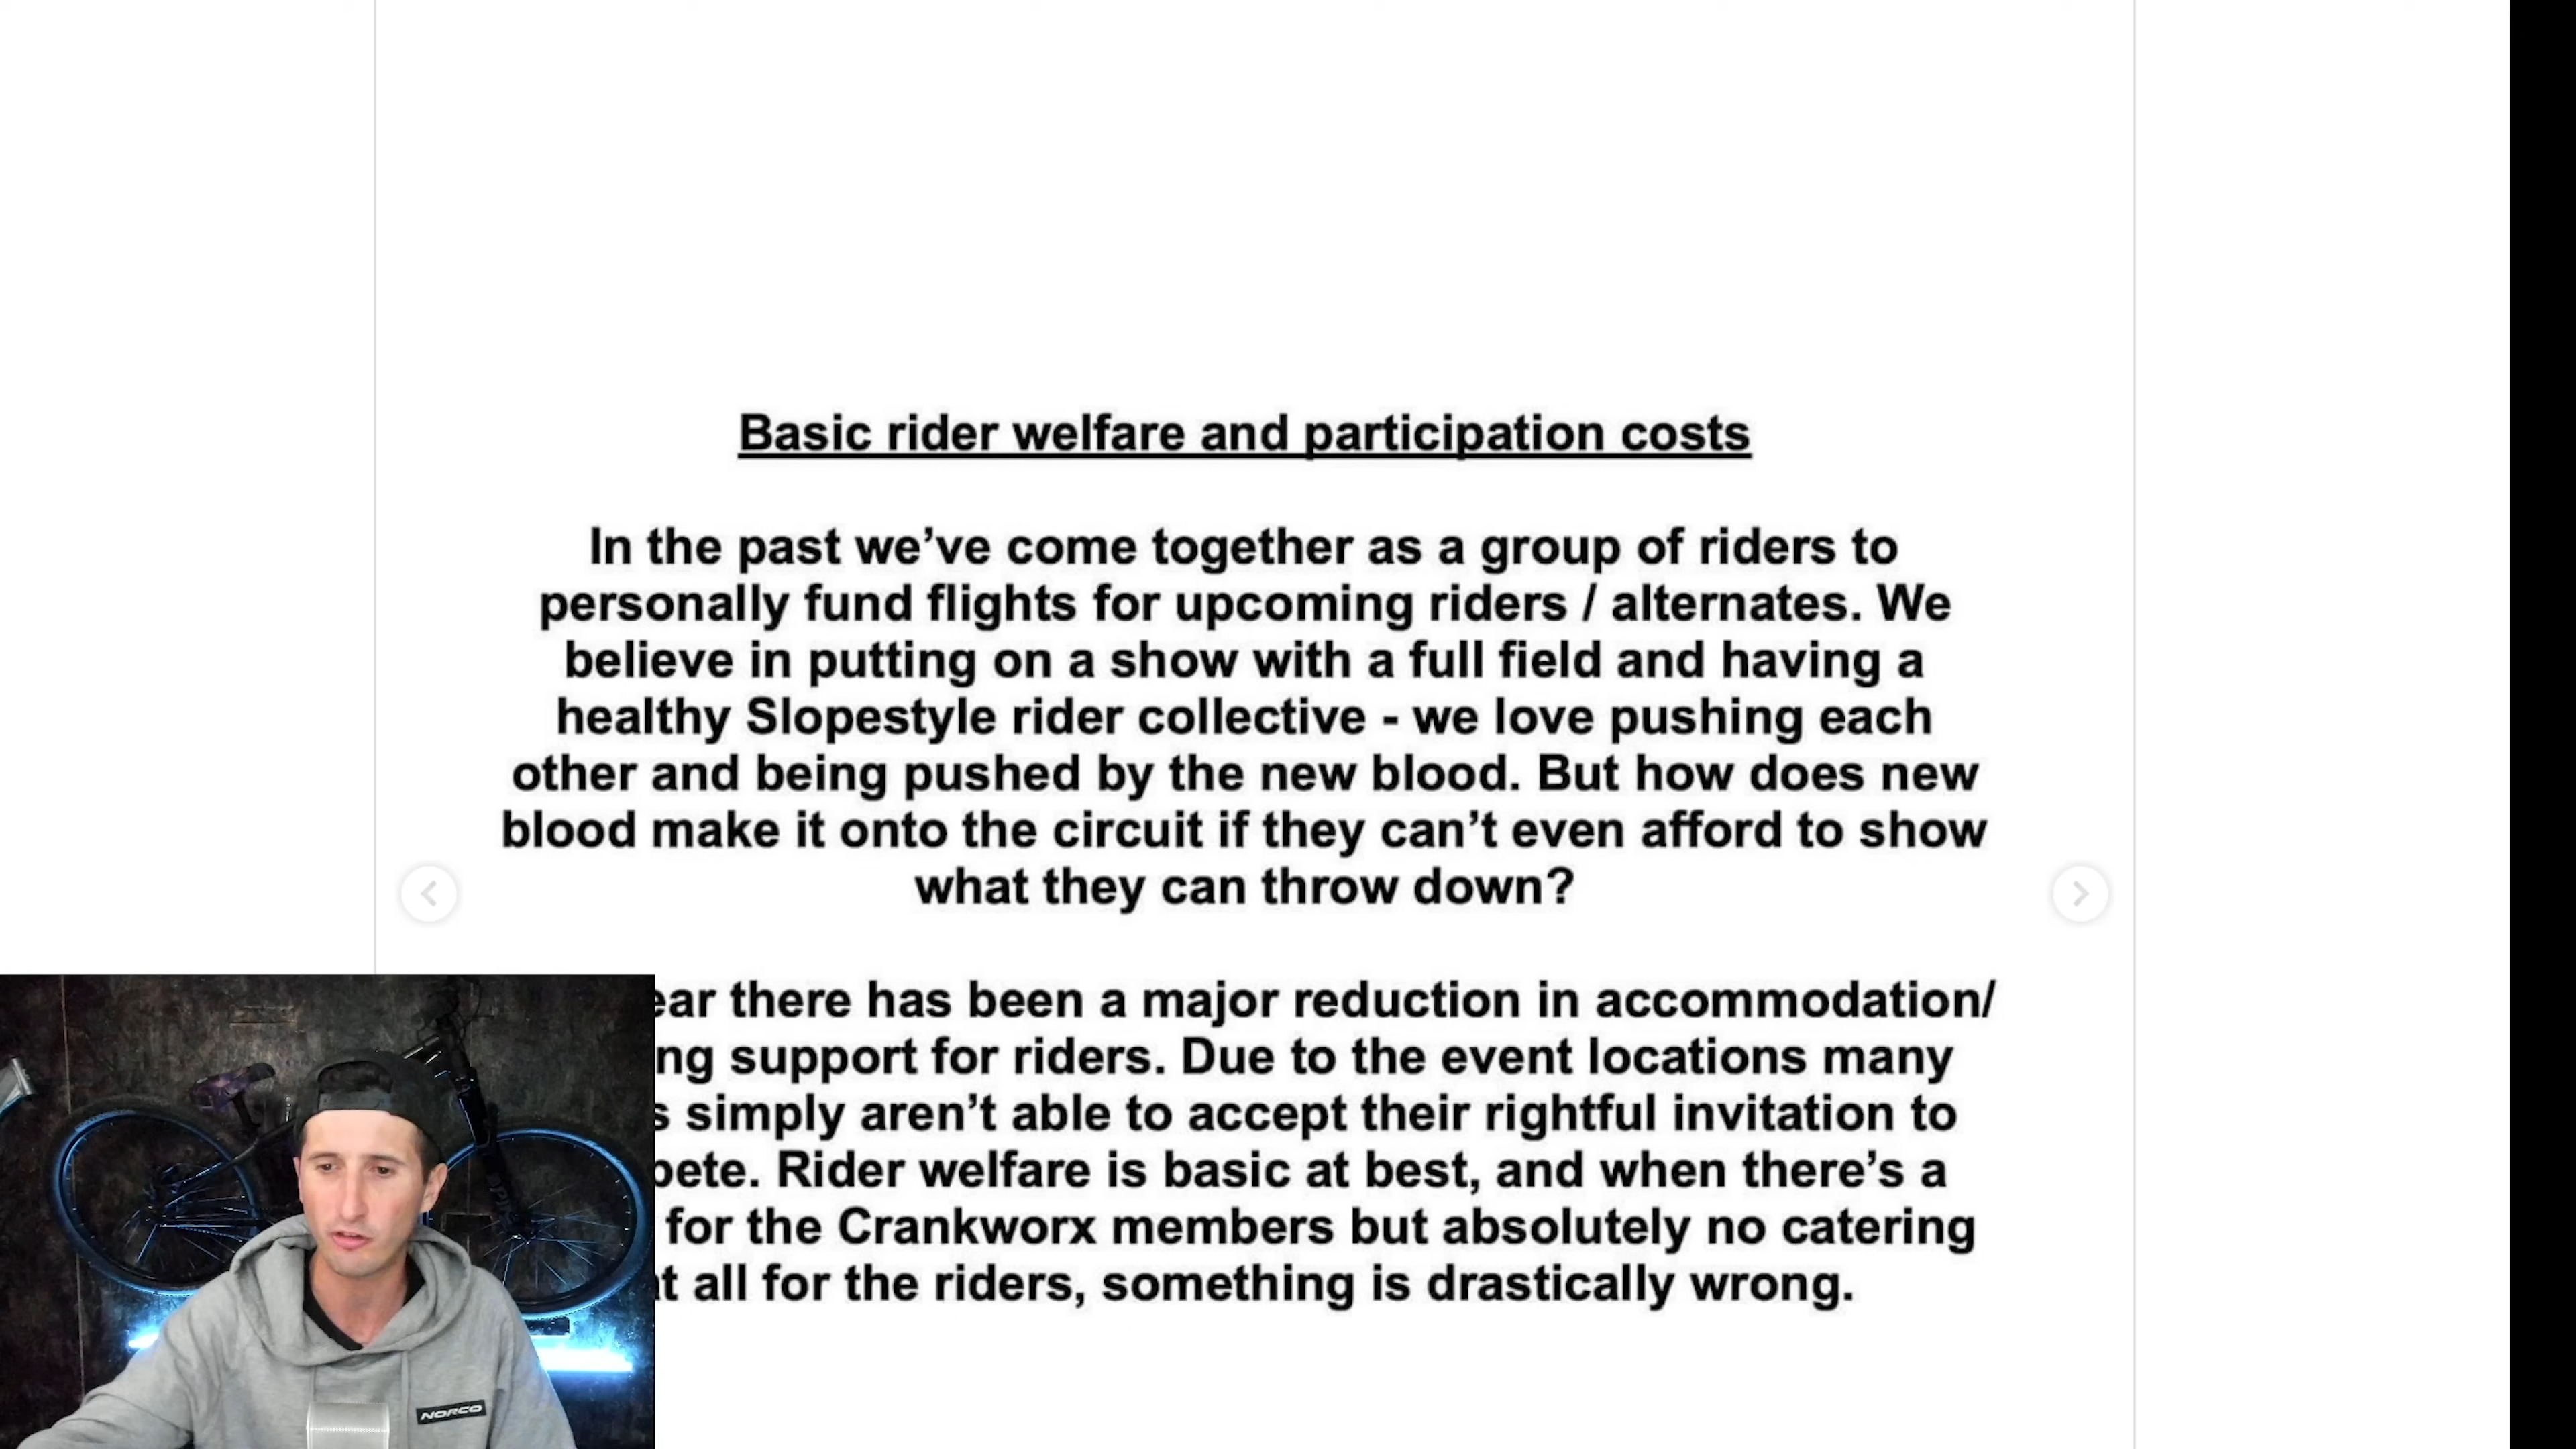 Basic rider welfare and participation costs
In the past we’ve come together as a group of riders to
personally fund flights for upcoming riders / alternates. We
believe in putting on a show with a full field and having a
healthy Slopestyle rider collective - we love pushing each
other and being pushed by the new blood. But how does new
blood make it onto the circuit if they can’t even afford to show
what they can throw down?
there has been a major reduction in accommodation/
support for riders. Due to the event locations many
simply aren’t able to accept their rightful invitation to
Rider welfare is basic at best, and when there’s a
for the Crankworx members but absolutely no catering
all for the riders, something is drastically wrong.
NORCO